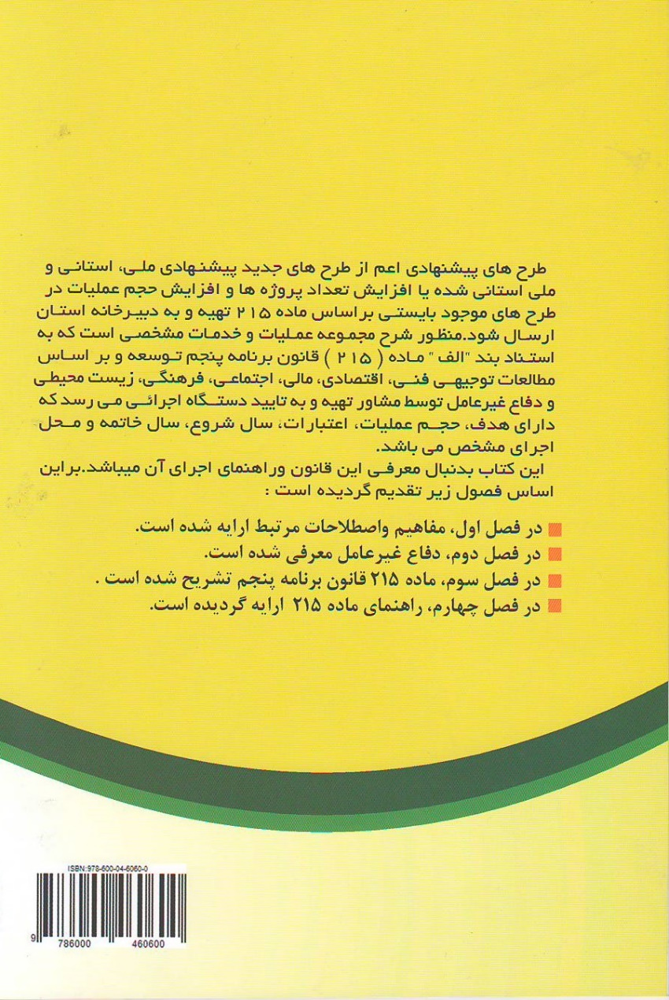 طرح های پیشنهادی اعم از طرح های جدید پیشنهادی ملی، استانی و
ملی استانی شده یا افزایش تعداد پروژه ها و افزایش حجم عملیات در
طرح های موجود بایستی براساس ماده ۲۱۵ تهیه و به دبیرخانه استان
ارسال شود.منظور شرح مجموعه عملیات و خدمات مشخصی است که به
استناد بند "الف" ماده ( ۲۱۵ ) قانون برنامه پنجم توسعه و بر اساس
مطالعات توجیهی فنی، اقتصادی، مالی، اجتماعی، فرهنگی، زیست محیطی
و دفاع غیرعامل توسط مشاور تهیه و به تایید دستگاه اجرائی می رسد که
دارای هدف، حجم عملیات، اعتبارات، سال شروع، سال خاتمه و محل
اجرای مشخص می باشد.
این کتاب بدنبال معرفی این قانون وراهنمای اجرای آن میباشد.براین
اساس فصول زیر تقدیم گردیده است :
در فصل اول، مفاهیم واصطلاحات مرتبط ارایه شده است.
در فصل دوم، دفاع غیرعامل معرفی شده است.
در فصل سوم، ماده ۲۱۵ قانون برنامه پنجم تشریح شده است .
در فصل چهارم، راهنمای ماده ۲۱۵ ارایه گردیده است.
ISBN:978-600-04-6060-0
9 786000 460600